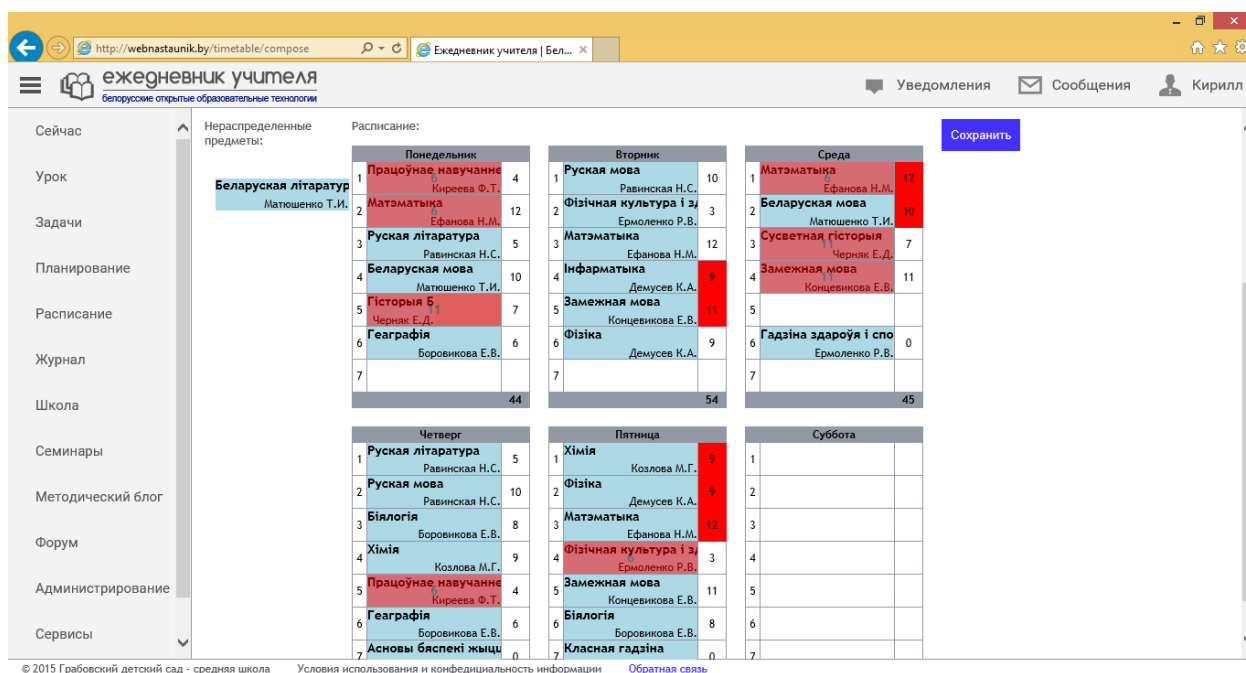 http://webnastaunik.by/timetable/compose
Ежедневник учителя | Бел...
ежедневник учителя
белорусские открытые образовательные технологии
Уведомления
Сообщения
Кирилл
Сейчас
Урок
Задачи
Планирование
Расписание
Журнал
Школа
Семинары
Методический блог
Форум
Администрирование
Сервисы
Нераспределенные
предметы:
Беларуская літаратур
Матюшенко Т.И.
Расписание:
Сохранить
Понедельник
1 Працоўнае навучанне 4
6
Киреева Ф.Т.
2 Матэматыка 12
6
Ефанова Н.М.
3 Руская літаратура 5
Равинская Н.С.
4 Беларуская мова 10
Матюшенко Т.И.
5 Гісторыя Б 7
11
Черняк Е.Д.
6 Геаграфія 6
Боровикова Е.В.
7
44
Вторник
1 Руская мова 10
Равинская Н.С.
2 Фізічная культура і зд 3
Ермоленко Р.В.
3 Матэматыка 12
Ефанова Н.М.
4 Інфарматыка 9
Демусев К.А.
5 Замежная мова 11
Концевикова Е.В.
6 Фізіка 9
Демусев К.А.
7
54
Среда
1 Матэматыка 12
6
Ефанова Н.М.
2 Беларуская мова 10
Матюшенко Т.И.
3 Сусветная гісторыя 7
11
Черняк Е.Д.
4 Замежная мова 11
11
Концевикова Е.В.
5
6 Гадзіна здароўя і спо 0
Ермоленко Р.В.
7
45
Четверг
1 Руская літаратура 5
Равинская Н.С.
2 Руская мова 10
Равинская Н.С.
3 Біялогія 8
Боровикова Е.В.
4 Хімія 9
Козлова М.Г.
5 Працоўнае навучанне 4
6
Киреева Ф.Т.
6 Геаграфія 6
Боровикова Е.В.
7 Асновы бяспекі жыцц 0
Пятница
1 Хімія 9
Козлова М.Г.
2 Фізіка 9
Демусев К.А.
3 Матэматыка 12
Ефанова Н.М.
4 Фізічная культура і зд 3
6
Ермоленко Р.В.
5 Замежная мова 11
Концевикова Е.В.
6 Біялогія 8
Боровикова Е.В.
7 Класная гадзіна 0
Суббота
1
2
3
4
5
6
7
© 2015 Грабовский детский сад - средняя школа
Условия использования и конфедициальность информации
Обратная связь